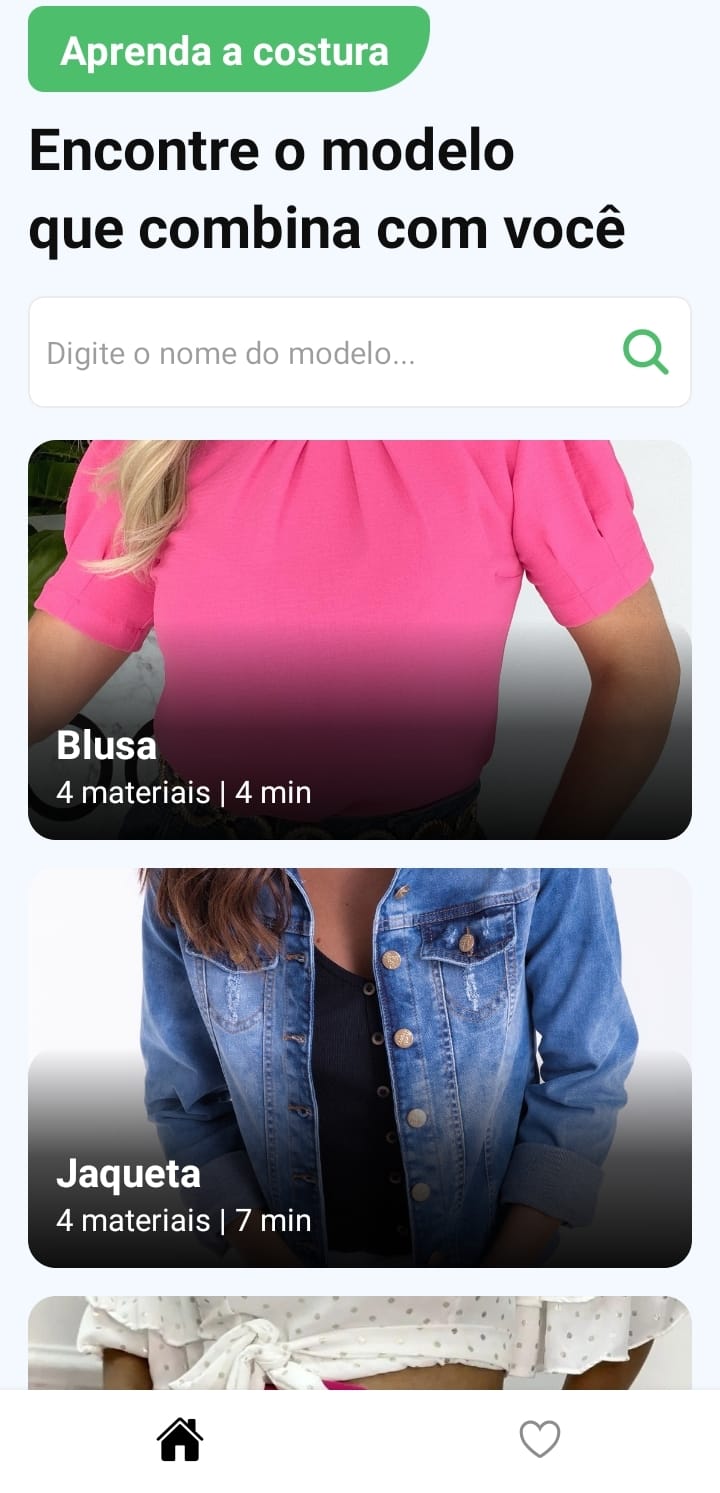 Aprenda a costura
Encontre o modelo
que combina com você
Digite o nome do modelo...
Blusa
4 materiais | 4 min
Jaqueta
4 materiais | 7 min